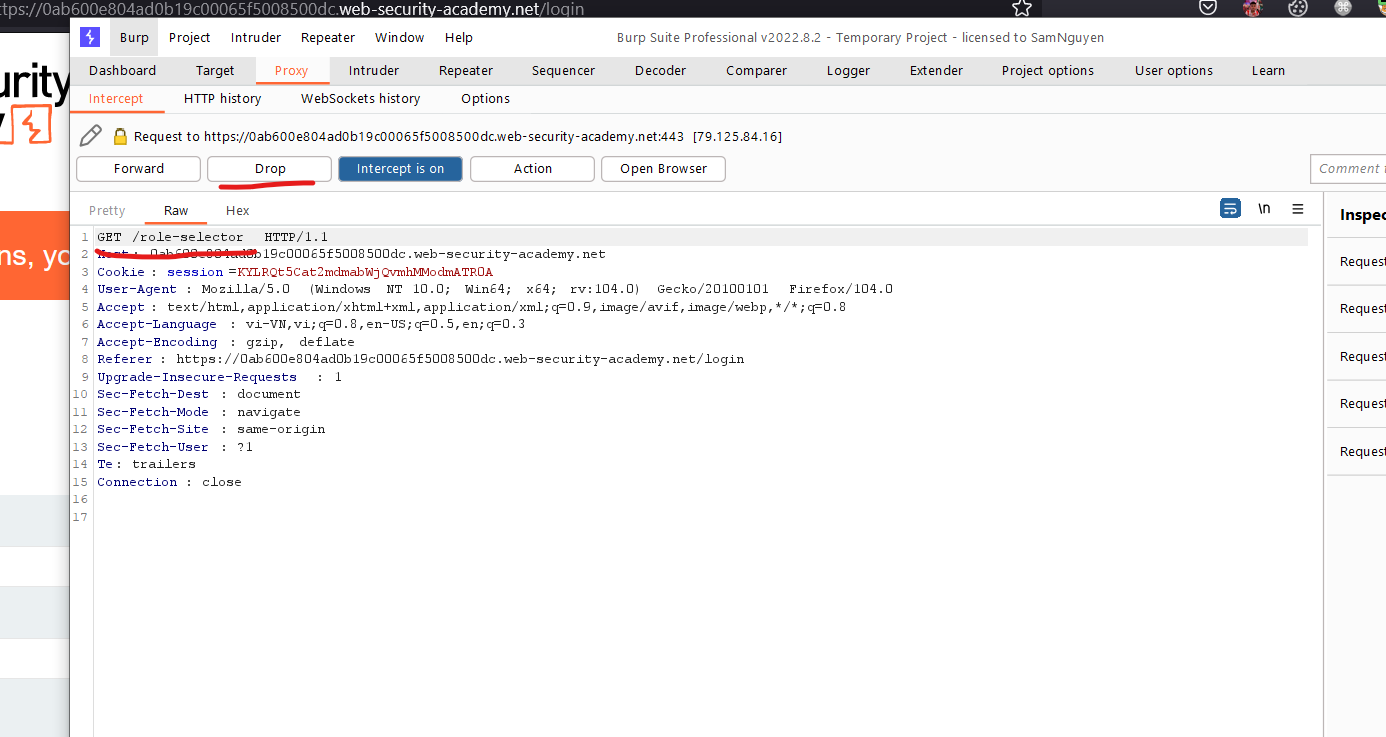 ttps://0ab600e804ad0b19c00065f5008500dc.web-security-academy.net/login
Burp Project Intruder Repeater Window Help Burp Suite Professional v2022.8.2 - Temporary Project - licensed to SamNguyen
Dashboard Target Proxy Intruder Repeater Sequencer Decoder Comparer Logger Extender Project options User options Learn
Intercept HTTP history WebSockets history Options
urity
Request to https://0ab600e804ad0b19c00065f5008500dc.web-security-academy.net:443 [79.125.84.16]
Forward Drop Intercept is on Action Open Browser Comment
Pretty Raw Hex \n
Inspec
1 GET /role-selector HTTP/1.1
2 Host: 0ab600e804ad0b19c00065f5008500dc.web-security-academy.net
3 Cookie: session=KYLRQt5Cat2mdmabWjQvmhMModmATR0A
4 User-Agent: Mozilla/5.0 (Windows NT 10.0; Win64; x64; rv:104.0) Gecko/20100101 Firefox/104.0
5 Accept: text/html,application/xhtml+xml,application/xml;q=0.9,image/avif,image/webp,*/*;q=0.8
6 Accept-Language: vi-VN,vi;q=0.8,en-US;q=0.5,en;q=0.3
7 Accept-Encoding: gzip, deflate
8 Referer: https://0ab600e804ad0b19c00065f5008500dc.web-security-academy.net/login
9 Upgrade-Insecure-Requests: 1
10 Sec-Fetch-Dest: document
11 Sec-Fetch-Mode: navigate
12 Sec-Fetch-Site: same-origin
13 Sec-Fetch-User: ?1
14 Te: trailers
15 Connection: close
16
17
ns, yo
Request
Request
Request
Request
Request